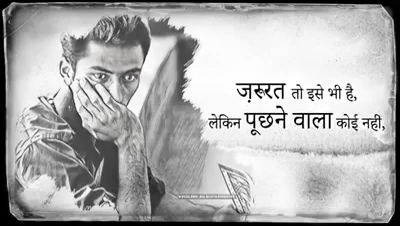 ज़रूरत तो इसे भी है,
लेकिन पूछने वाला कोई नही,